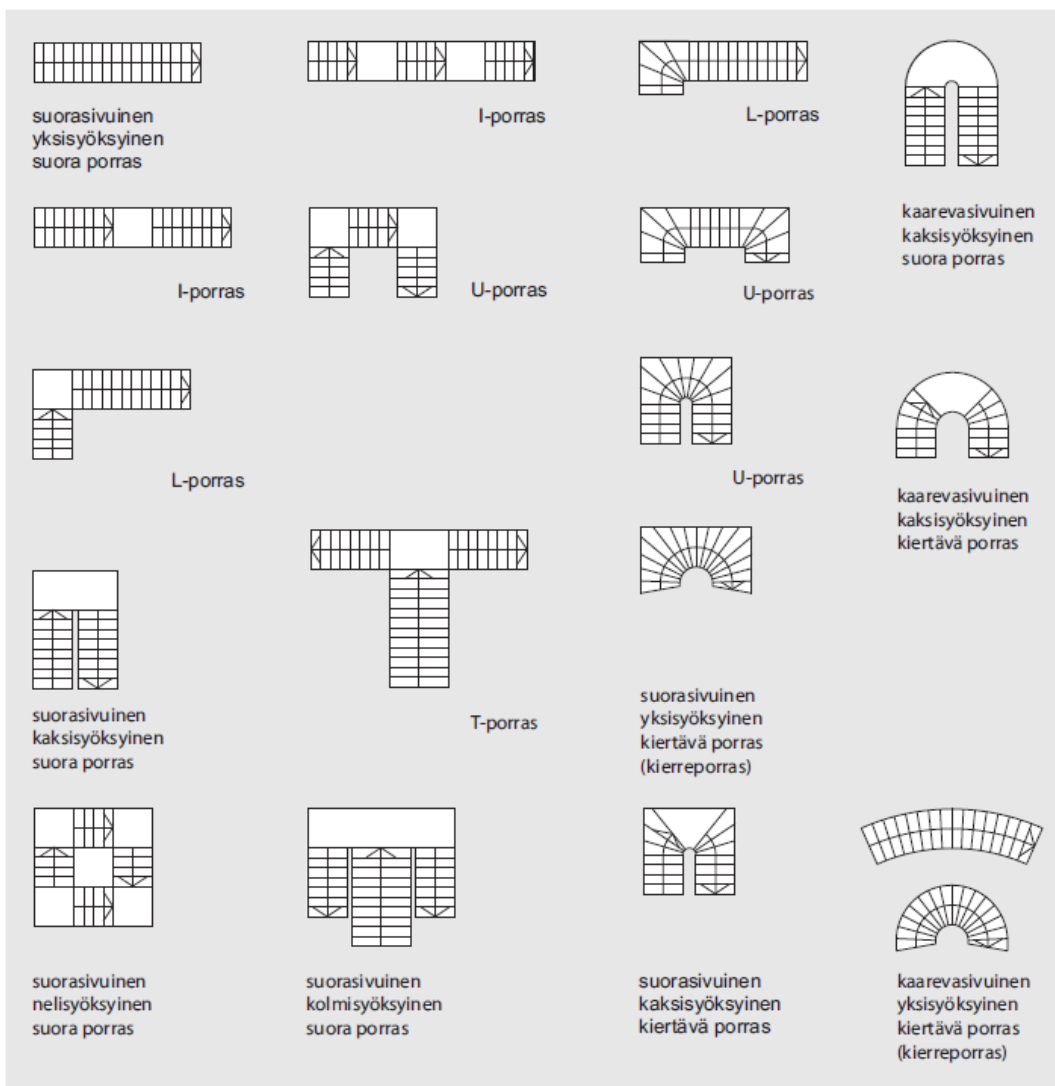 suorasivuinen
yksisyöksyinen
suora porras
I-porras
L-porras
kaarevasivuinen
kaksisyöksyinen
suora porras
I-porras
U-porras
U-porras
L-porras
U-porras
kaarevasivuinen
kaksisyöksyinen
kiertävä porras
suorasivuinen
kaksisyöksyinen
suora porras
T-porras
suorasivuinen
yksisyöksyinen
kiertävä porras
(kierreporras)
suorasivuinen
nelisyöksyinen
suora porras
suorasivuinen
kolmisyöksyinen
suora porras
suorasivuinen
kaksisyöksyinen
kiertävä porras
kaarevasivuinen
yksisyöksyinen
kiertävä porras
(kierreporras)